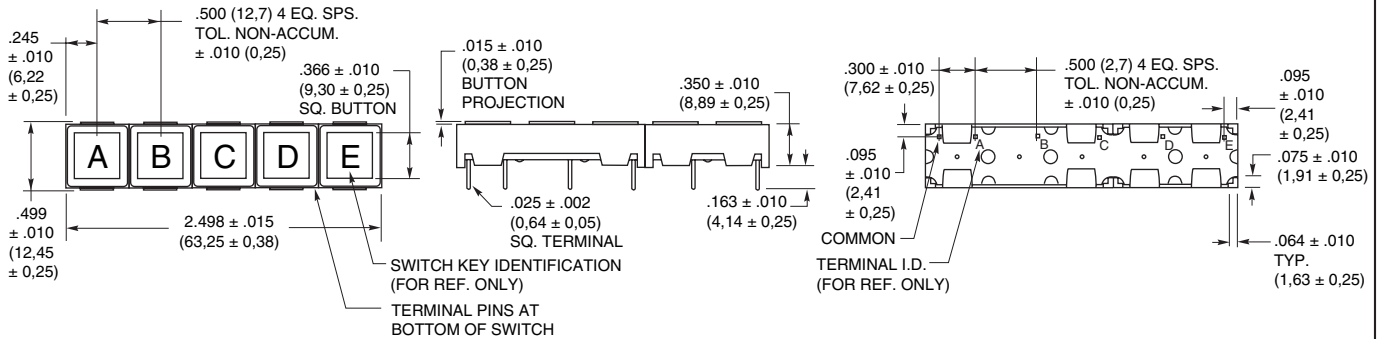 .500 (12,7) 4 EQ. SPS.
TOL. NON-ACCUM.
± .010 (0,25)
.245
± .010
(6,22
± 0,25)
.366 ± .010
(9,30 ± 0,25)
SQ. BUTTON
A B C D E
.499
± .010
(12,45
± 0,25)
2.498 ± .015
(63,25 ± 0,38)
SWITCH KEY IDENTIFICATION
(FOR REF. ONLY)
TERMINAL PINS AT
BOTTOM OF SWITCH
.015 ± .010
(0,38 ± 0,25)
BUTTON
PROJECTION
.350 ± .010
(8,89 ± 0,25)
.025 ± .002
(0,64 ± 0,05)
SQ. TERMINAL
.163 ± .010
(4,14 ± 0,25)
.300 ± .010
(7,62 ± 0,25)
.500 (2,7) 4 EQ. SPS.
TOL. NON-ACCUM.
± .010 (0,25)
.095
± .010
(2,41
± 0,25)
A B C D E
.095
± .010
(2,41
± 0,25)
.075 ± .010
(1,91 ± 0,25)
COMMON
TERMINAL I.D.
(FOR REF. ONLY)
.064 ± .010
TYP.
(1,63 ± 0,25)